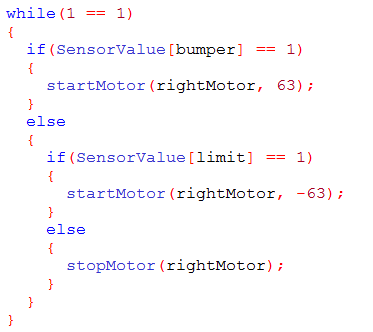 while(1 == 1)
{
  if(SensorValue[bumper] == 1)
  {
    startMotor(rightMotor, 63);
  }
  else
  {
    if(SensorValue[limit] == 1)
    {
      startMotor(rightMotor, -63);
    }
    else
    {
      stopMotor(rightMotor);
    }
  }
}